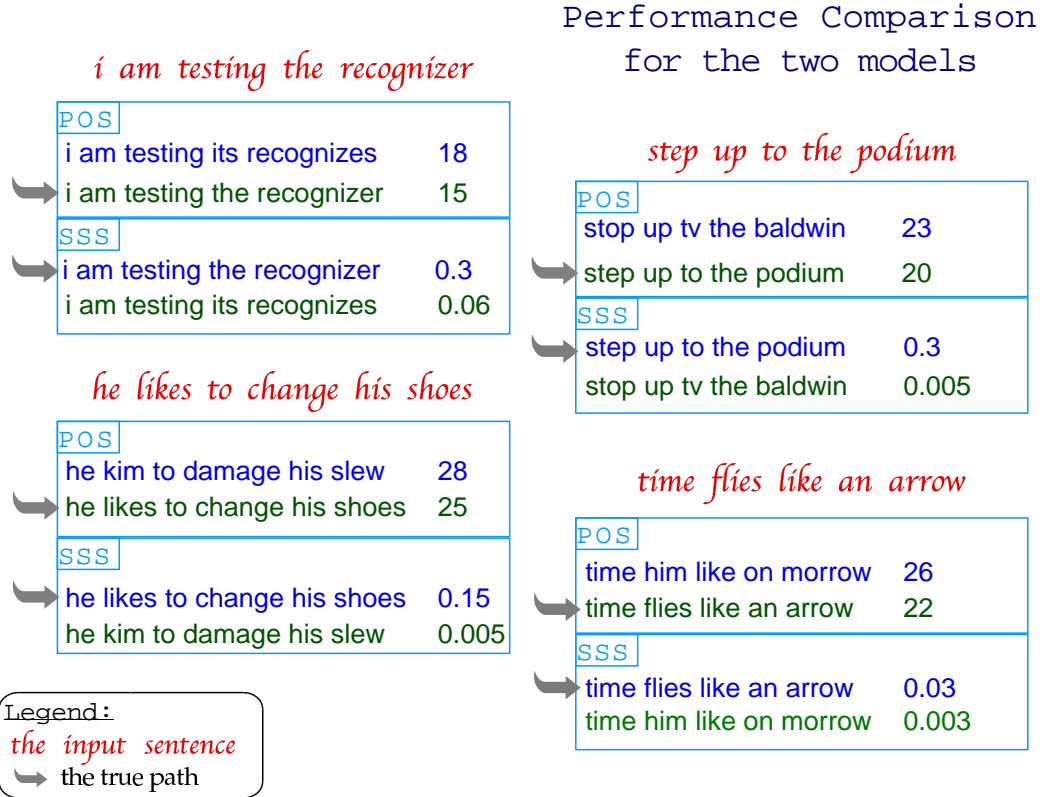 Performance Comparison
for the two models
i am testing the recognizer
POS
i am testing its recognizes 18
i am testing the recognizer 15
SSS
i am testing the recognizer 0.3
i am testing its recognizes 0.06
he likes to change his shoes
POS
he kim to damage his slew 28
he likes to change his shoes 25
SSS
he likes to change his shoes 0.15
he kim to damage his slew 0.005
step up to the podium
POS
stop up tv the baldwin 23
step up to the podium 20
SSS
step up to the podium 0.3
stop up tv the baldwin 0.005
time flies like an arrow
POS
time him like on morrow 26
time flies like an arrow 22
SSS
time flies like an arrow 0.03
time him like on morrow 0.003
Legend:
the input sentence
the true path